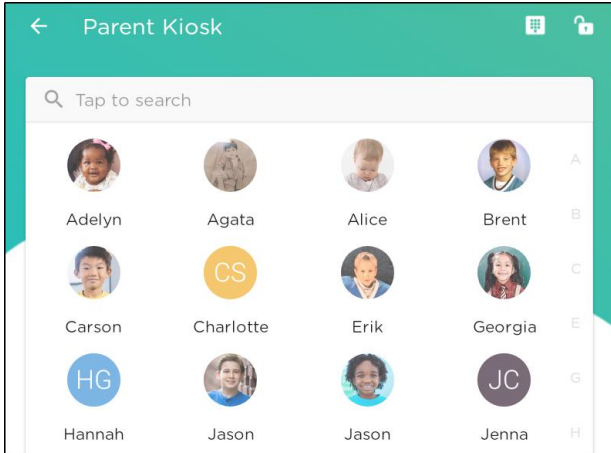 Parent Kiosk
Tap to search
Adelyn Agata Alice Brent
A
B
CS
C
Carson Charlotte Erik Georgia
E
HG JC
G
Hannah Jason Jason Jenna
H